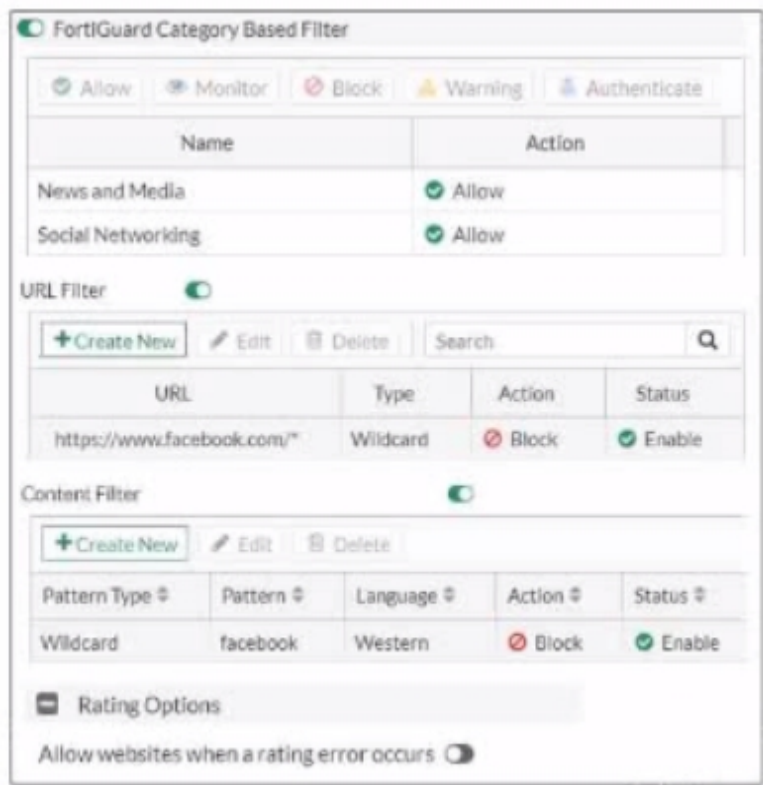 FortiGuard Category Based Filter
Allow Monitor Block Warning Authenticate
Name Action
News and Media Allow
Social Networking Allow
URL Filter
+Create New Edit Delete Search
URL Type Action Status
https://www.facebook.com/* Wildcard Block Enable
Content Filter
+Create New Edit Delete
Pattern Type Pattern Language Action Status
Wildcard facebook Western Block Enable
Rating Options
Allow websites when a rating error occurs